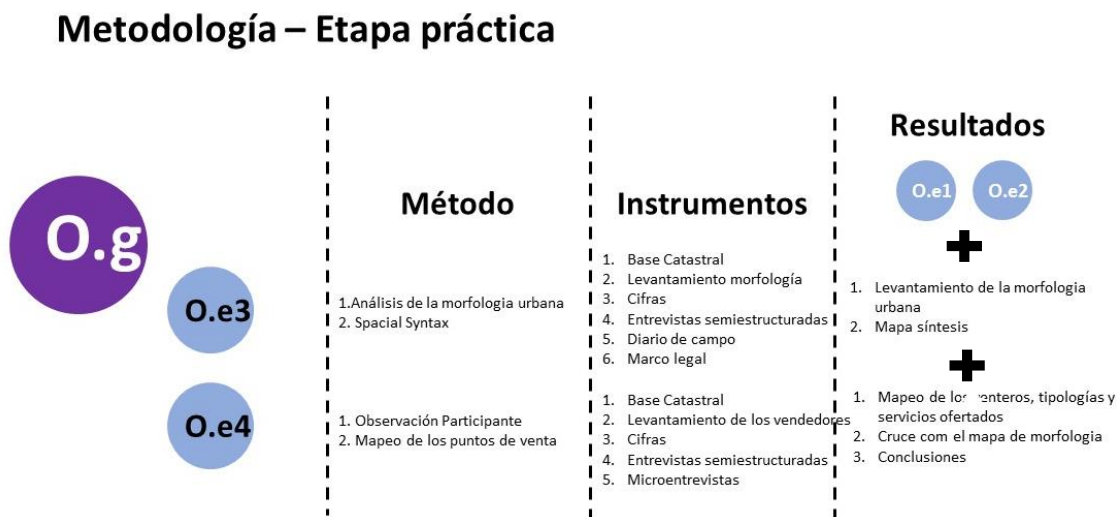 Metodología – Etapa práctica
O.g
O.e3
O.e4
Método
1.Análisis de la morfologia urbana
2. Spacial Syntax
1. Observación Participante
2. Mapeo de los puntos de venta
Instrumentos
1. Base Catastral
2. Levantamiento morfología
3. Cifras
4. Entrevistas semiestructuradas
5. Diario de campo
6. Marco legal
1. Base Catastral
2. Levantamiento de los vendedores
3. Cifras
4. Entrevistas semiestructuradas
5. Microentrevistas
Resultados
O.e1 O.e2
1. Levantamiento de la morfologia
urbana
2. Mapa síntesis
1. Mapeo de tipologías y
servicios ofertados
2. Cruce com el mapa de morfologia
3. Conclusiones